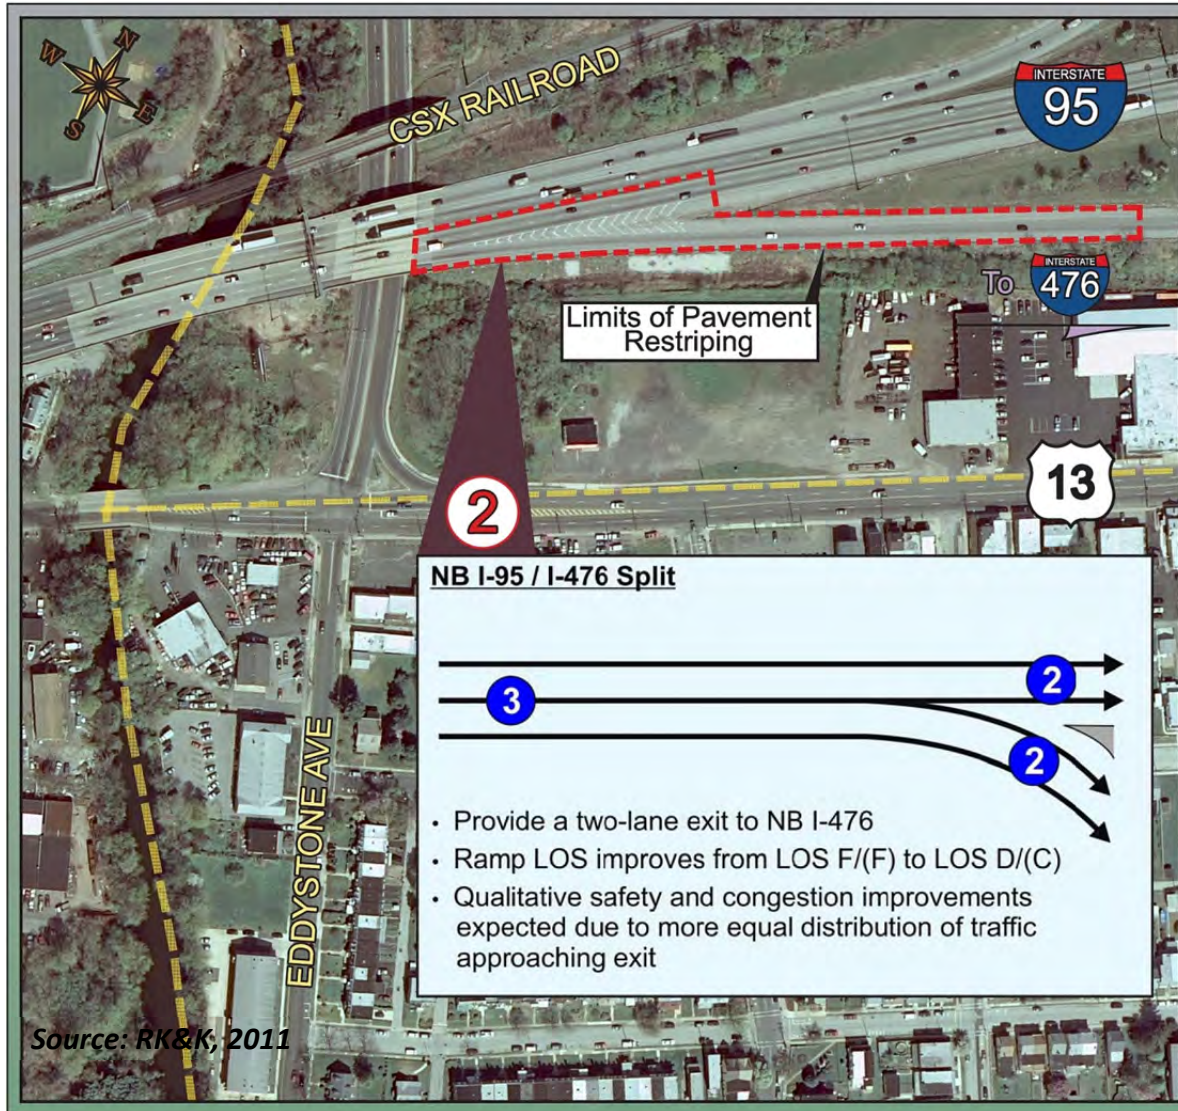 N
W
E
S
CSX RAILROAD
INTERSTATE
95
To
INTERSTATE
476
Limits of Pavement
Restriping
13
2
NB I-95 / I-476 Split
2
3
2
• Provide a two-lane exit to NB I-476
• Ramp LOS improves from LOS F/(F) to LOS D/(C)
• Qualitative safety and congestion improvements
expected due to more equal distribution of traffic
approaching exit
EDDYSTONE AVE
Source: RK&K, 2011